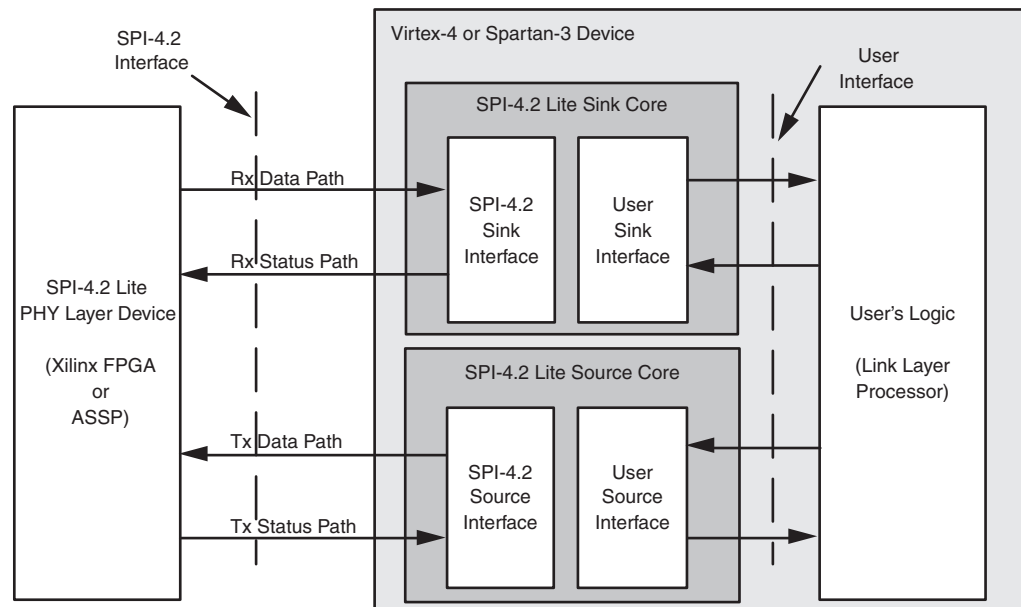 SPI-4.2
Interface
Virtex-4 or Spartan-3 Device
User
Interface
SPI-4.2 Lite Sink Core
Rx Data Path
Rx Status Path
SPI-4.2
Sink
Interface
User
Sink
Interface
SPI-4.2 Lite
PHY Layer Device
(Xilinx FPGA
or
ASSP)
User's Logic
(Link Layer
Processor)
SPI-4.2 Lite Source Core
Tx Data Path
Tx Status Path
SPI-4.2
Source
Interface
User
Source
Interface